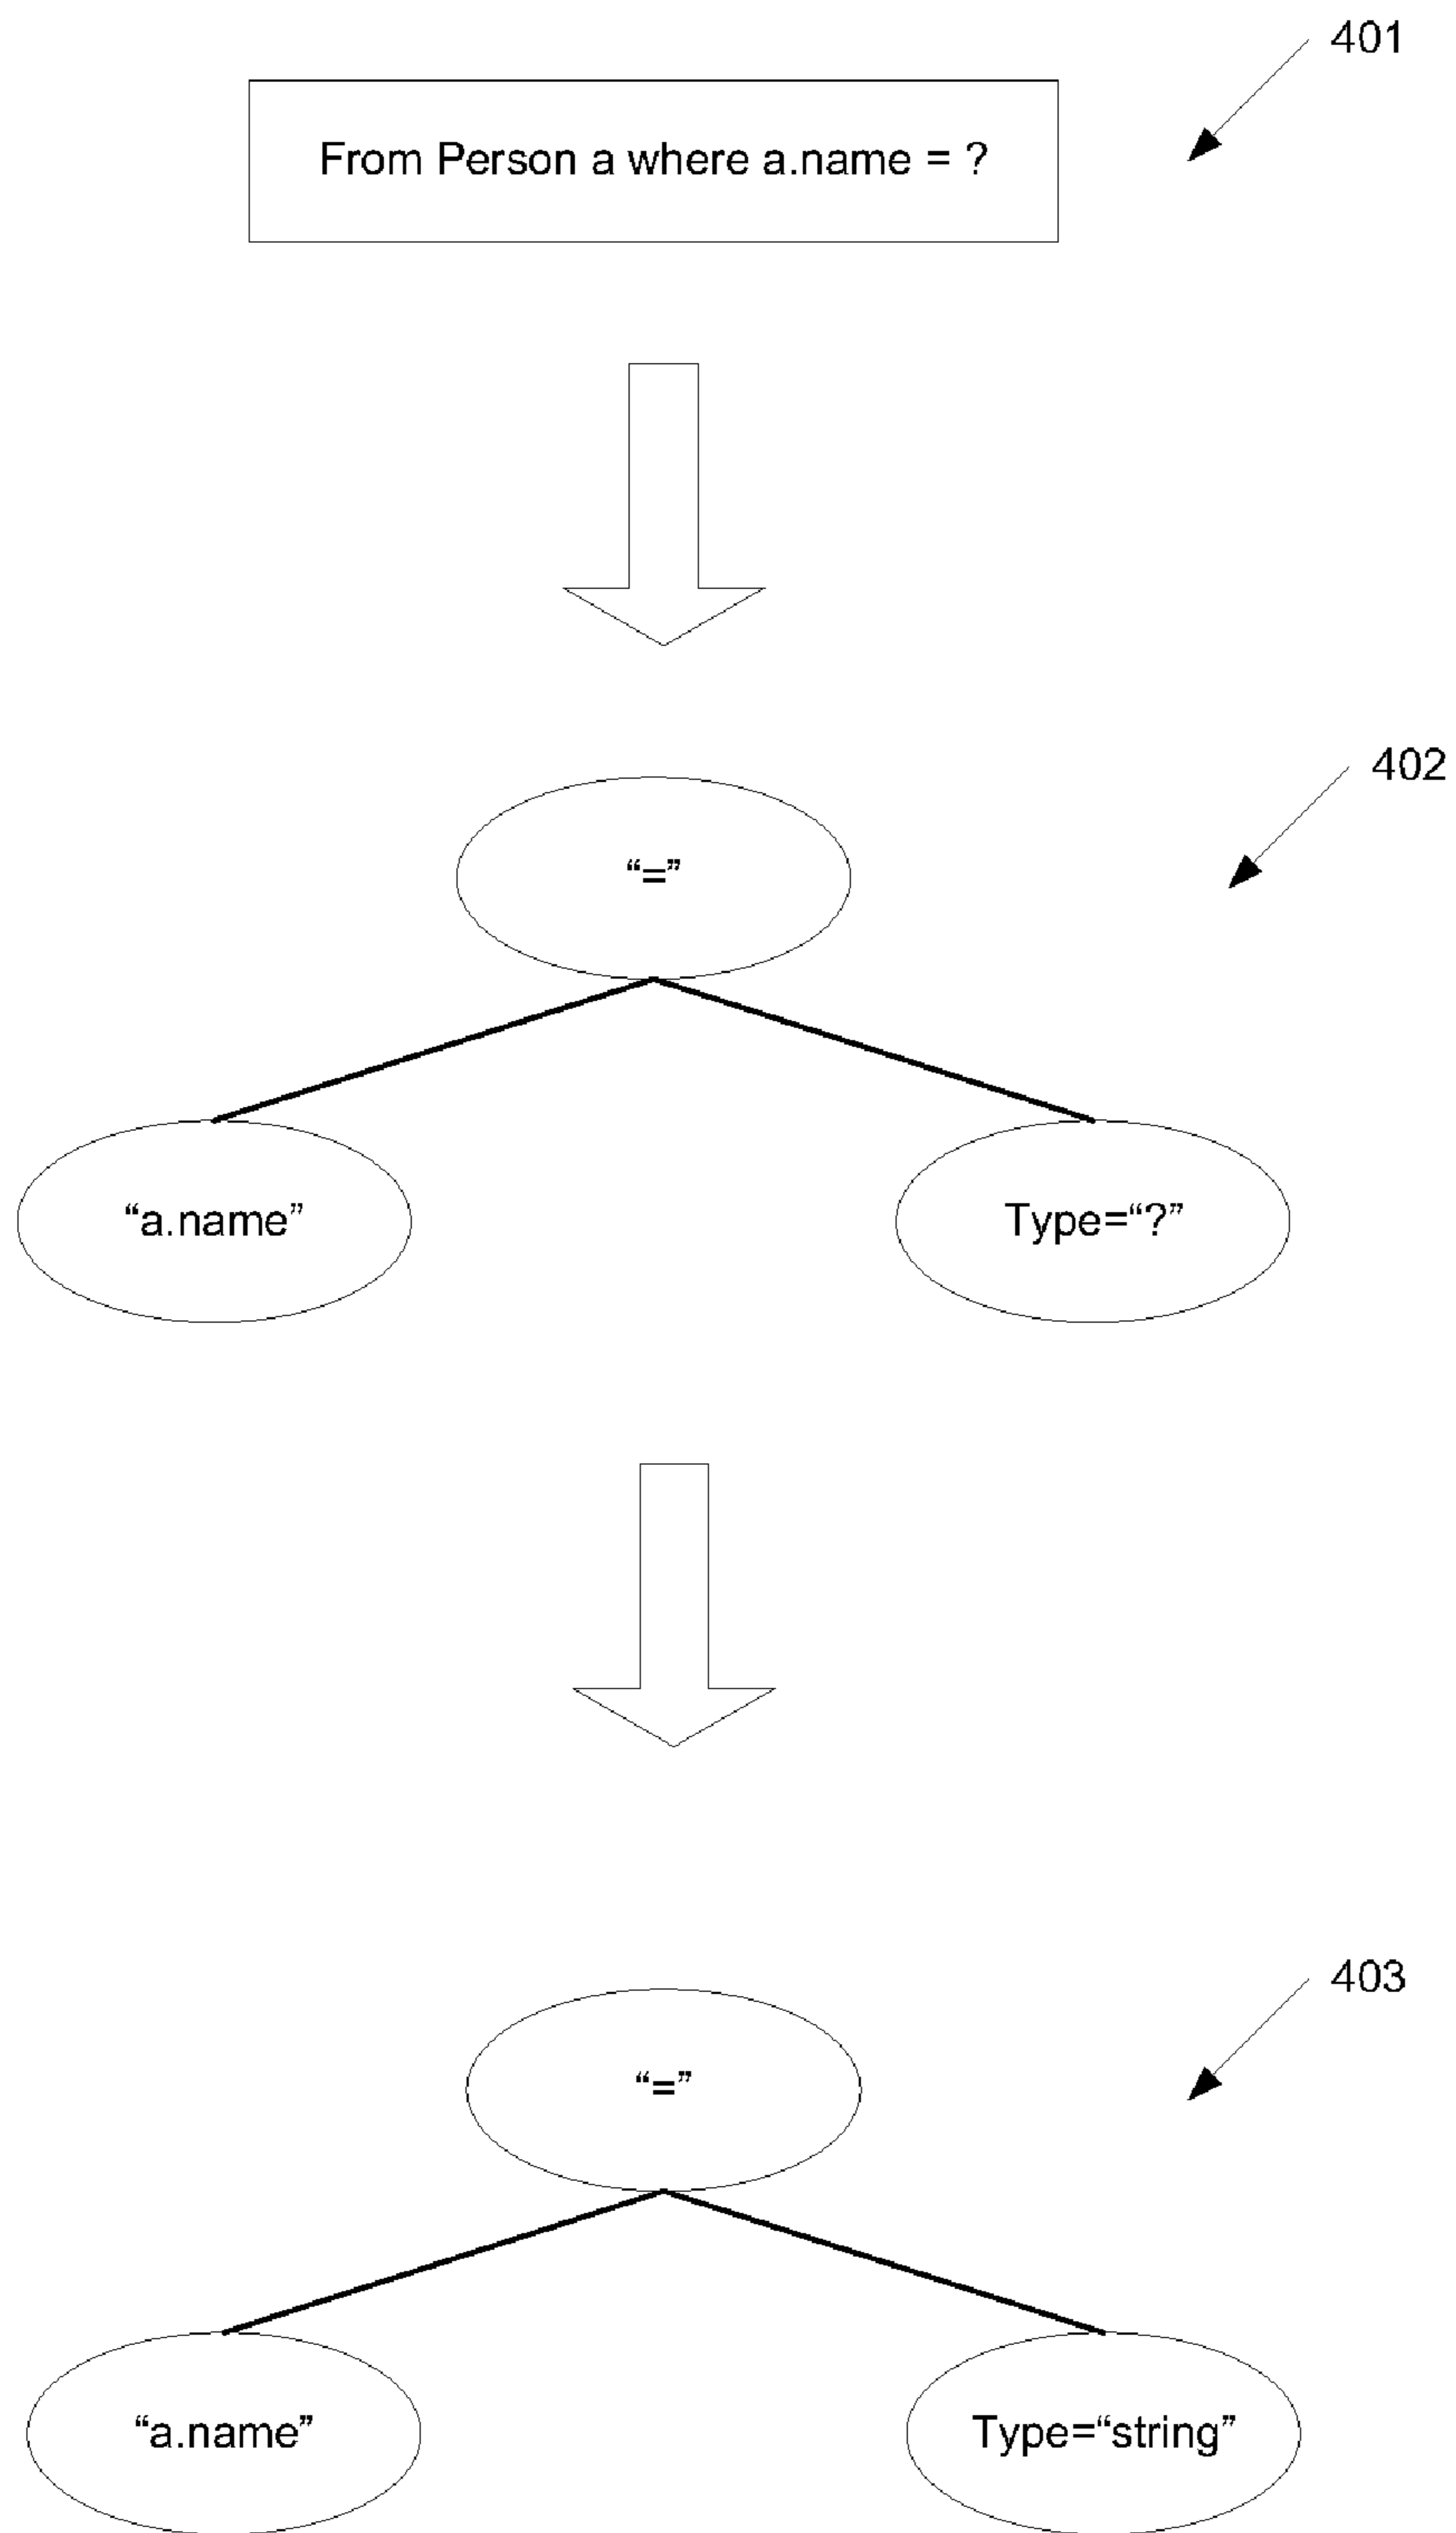 401
From Person a where a.name = ?
402
“=”
“a.name”
Type=“?”
403
“=”
“a.name”
Type=“string”